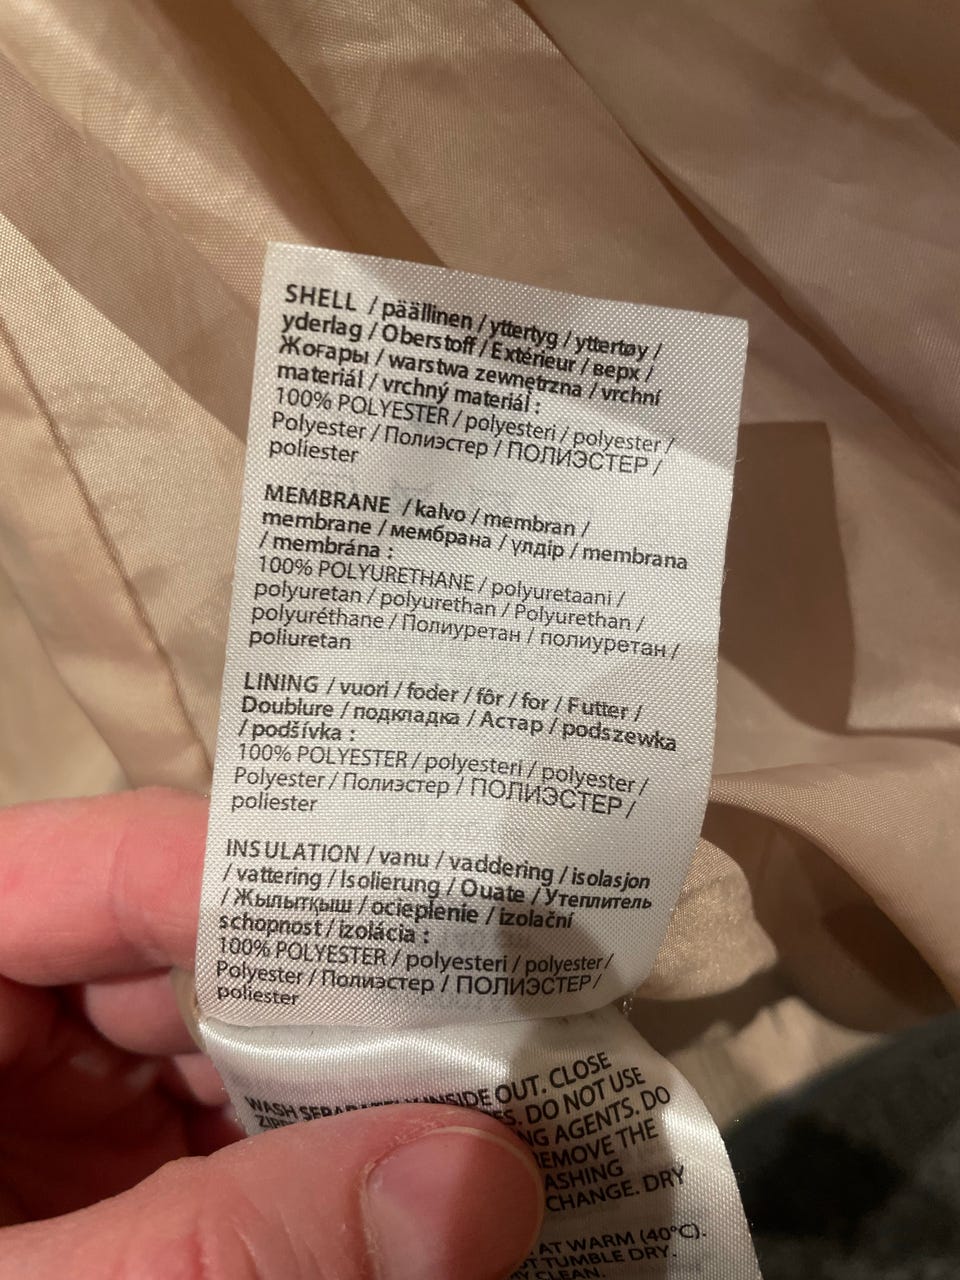 SHELL / päällinen / yttertyg / yttertøy /
yderlag / Oberstoff / Extérieur / верх /
Жоғары / warstwa zewnętrzna / vrchní
materiál / vrchný materiál :
100% POLYESTER / polyesteri / polyester /
Polyester / Полиэстер / ПОЛИЭСТЕР /
poliester
MEMBRANE / kalvo / membran /
membrane / мембрана / үлдір / membrana
/ membrána :
100% POLYURETHANE / polyuretaani /
polyuretan / polyurethan / Polyurethan /
polyuréthane / Полиуретан / полиуретан /
poliuretan
LINING / vuori / foder / fôr / for / Futter /
Doublure / подкладка / Астар / podszewka
/ podšívka :
100% POLYESTER / polyesteri / polyester /
Polyester / Полиэстер / ПОЛИЭСТЕР /
poliester
INSULATION / vanu / vaddering / isolasjon
/ vattering / Isolierung / Ouate / Утеплитель
/ Жылытқыш / ocieplenie / izolační
schopnost / izolácia :
100% POLYESTER / polyesteri / polyester /
Polyester / Полиэстер / ПОЛИЭСТЕР /
poliester
WASH SEPARATELY INSIDE OUT. CLOSE
DO NOT USE
AGENTS. DO
REMOVE THE
CHANGE. DRY
AT WARM (40°C).
TUMBLE DRY.
CLEAN.